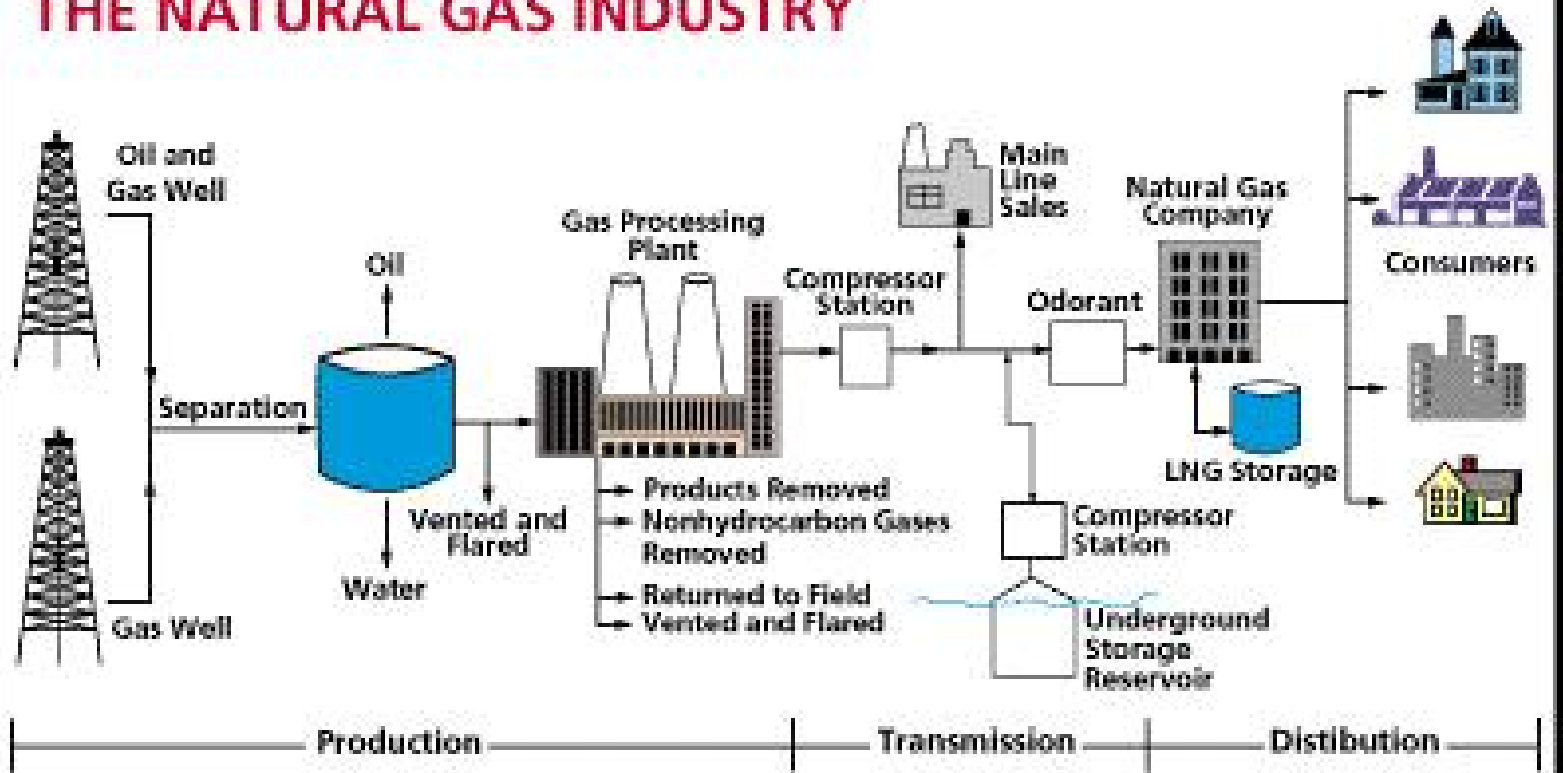 THE NATURAL GAS INDUSTRY
Oil and
Gas Well
Oil
Separation
Water
Gas Well
Vented and
Flared
Gas Processing
Plant
Products Removed
Nonhydrocarbon Gases
Removed
Returned to Field
Vented and Flared
Compressor
Station
Main
Line
Sales
Odorant
Natural Gas
Company
LNG Storage
Compressor
Station
Underground
Storage
Reservoir
Consumers
Production
Transmission
Distibution